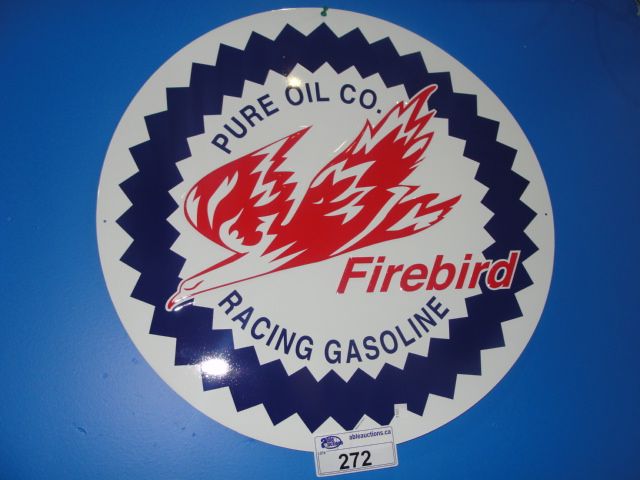 PURE OIL CO.
Firebird
RACING GASOLINE
ableauctions.ca
272